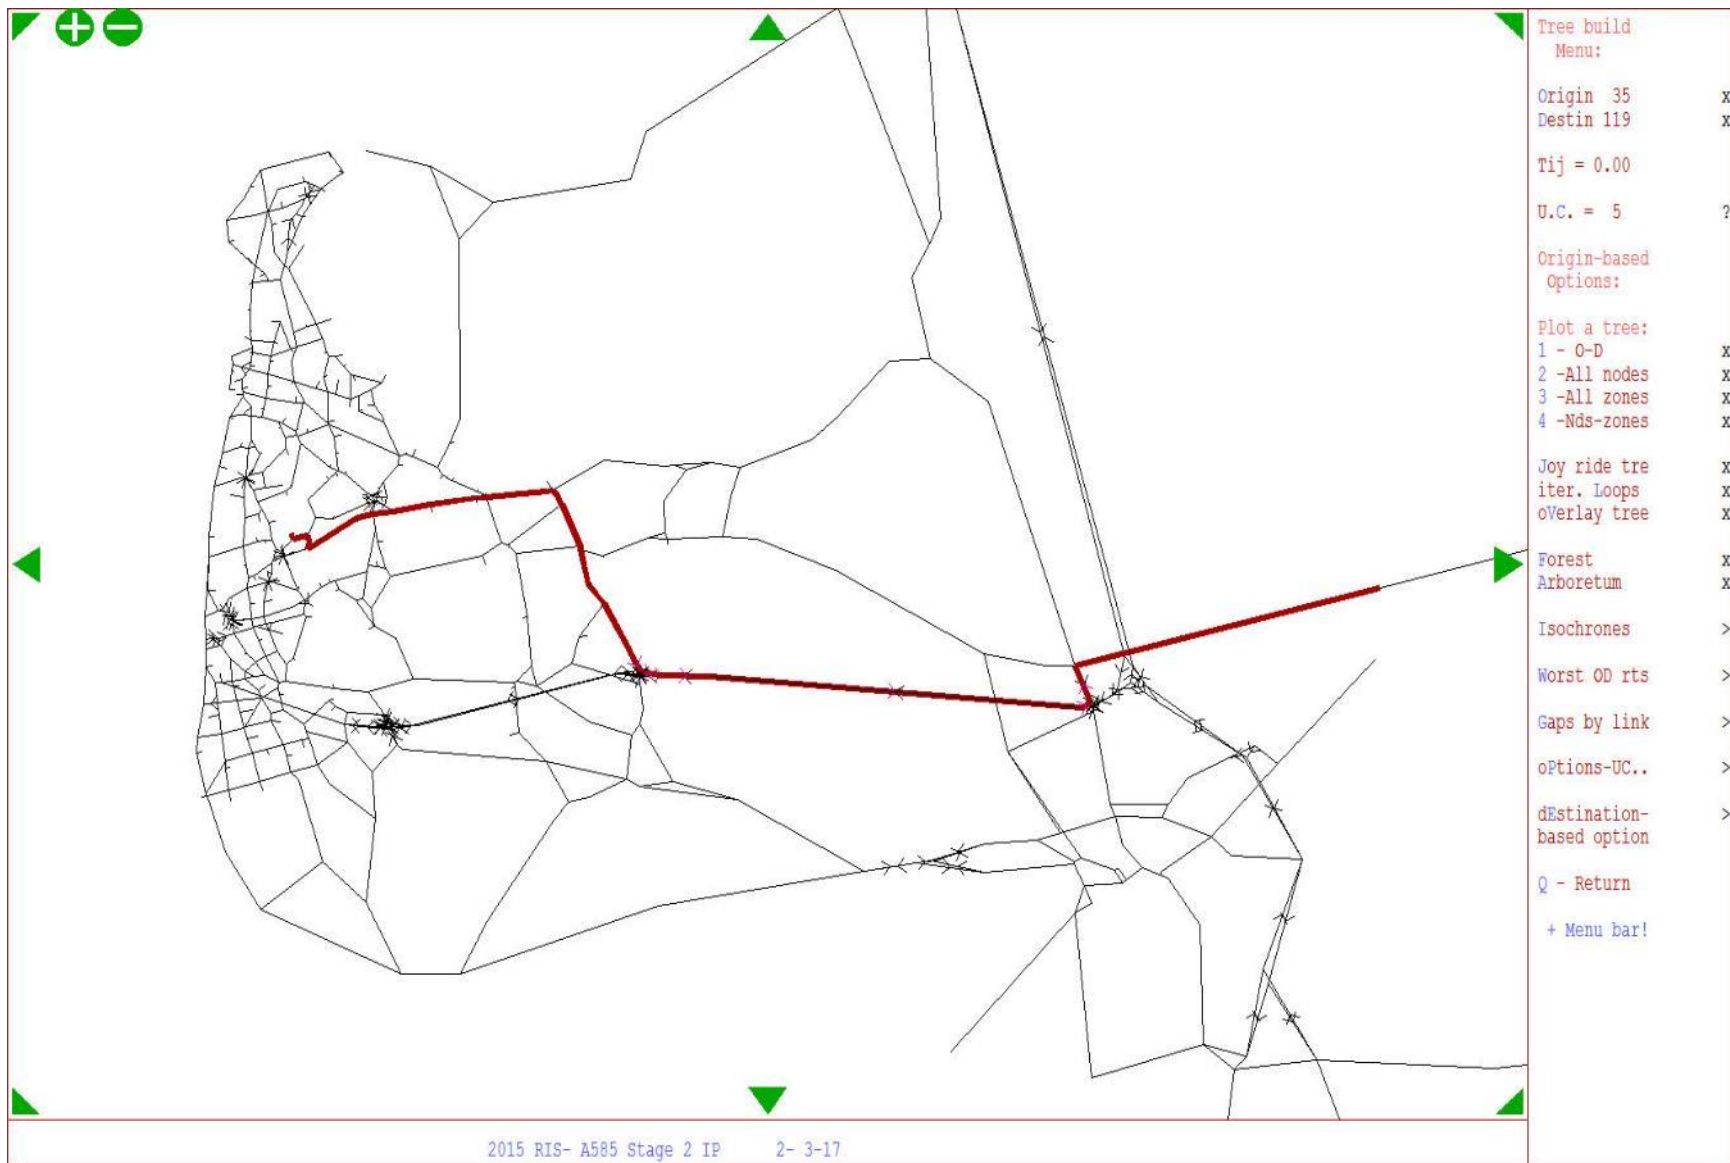 Tree build
Menu:
Origin 35 x
Destin 119 x
Tij = 0.00
U.C. = 5 ?
Origin-based
Options:
Plot a tree:
1 - O-D x
2 -All nodes x
3 -All zones x
4 -Nds-zones x
Joy ride tre x
iter. Loops x
oVerlay tree x
Forest x
Arboretum x
Isochrones >
Worst OD rts >
Gaps by link >
oPtions-UC.. >
dEstination- >
based option
Q - Return
+ Menu bar!
2015 RIS- A585 Stage 2 IP 2- 3-17